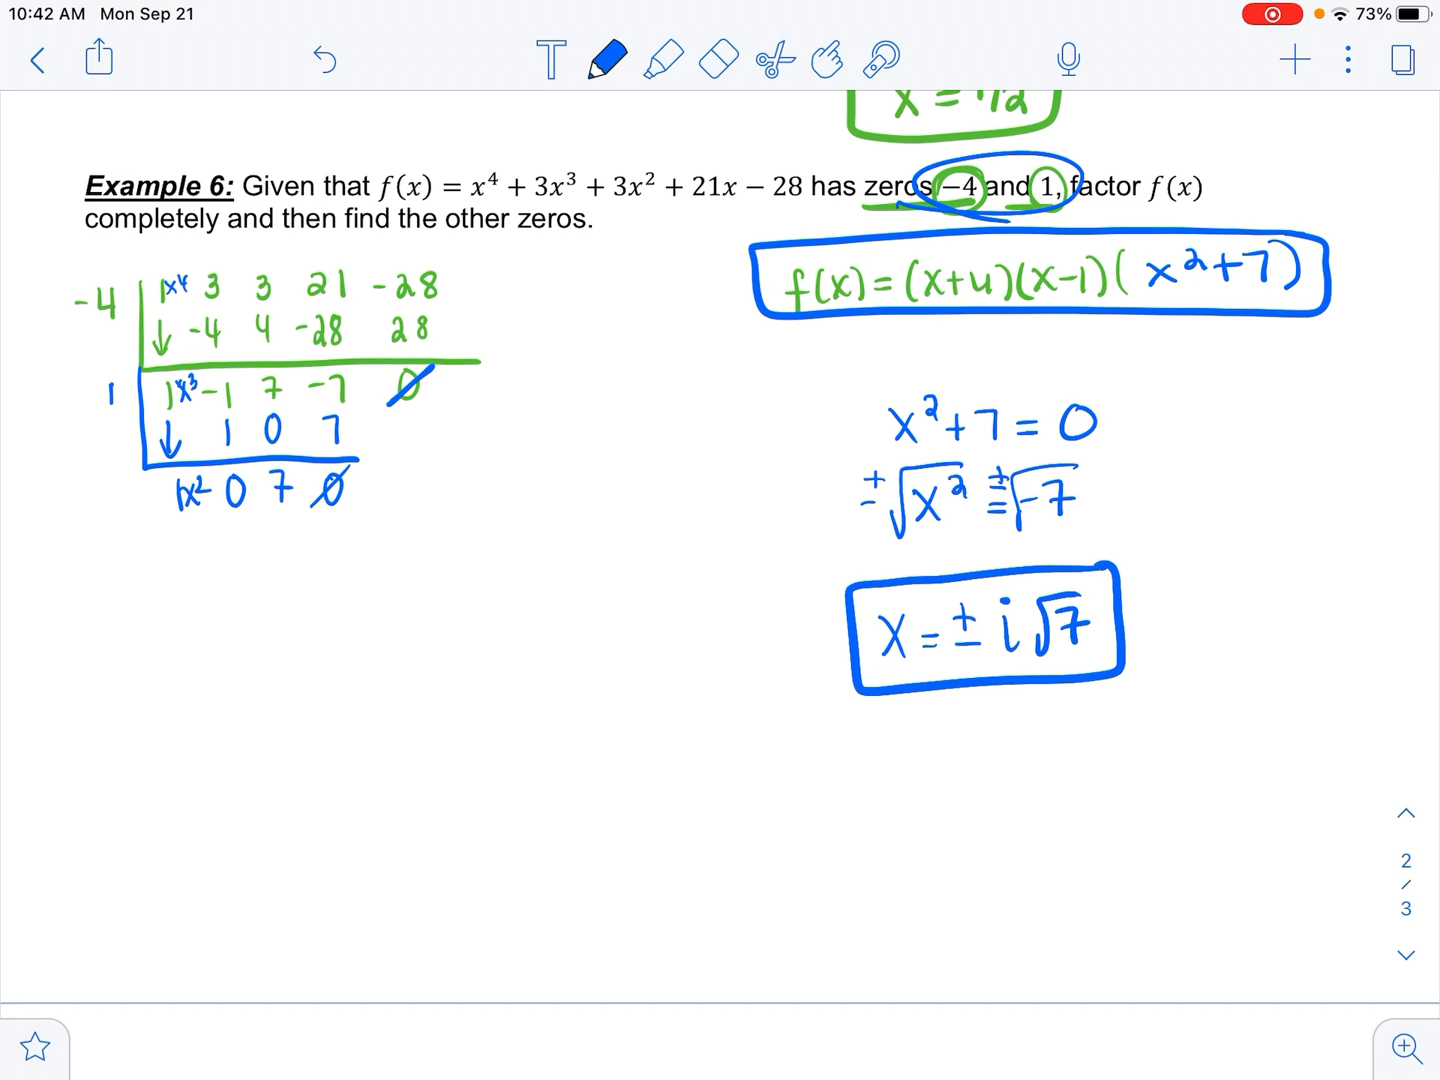 10:42 AM Mon Sep 21
73%
T
x = 1/2
Example 6: Given that f(x) = x⁴ + 3x³ + 3x² + 21x − 28 has zeros −4 and 1, factor f(x)
completely and then find the other zeros.
f(x) = (x+4)(x-1)(x²+7)
-4 1x⁴ 3 3 21 -28
↓ -4 4 -28 28
1 1x³ -1 7 -7 0
↓ 1 0 7
1x² 0 7 0
x² + 7 = 0
±√x² = ±√-7
x = ± i√7
2
/
3